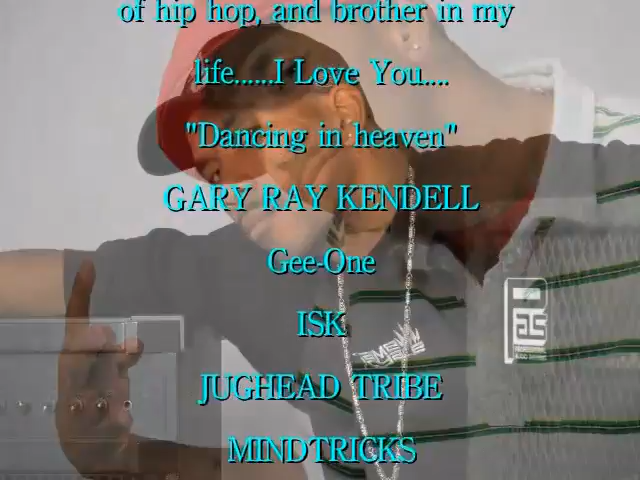 of hip hop, and brother in my
life......I Love You....
"Dancing in heaven"
GARY RAY KENDELL
Gee-One
ISK
JUGHEAD TRIBE
MINDTRICKS